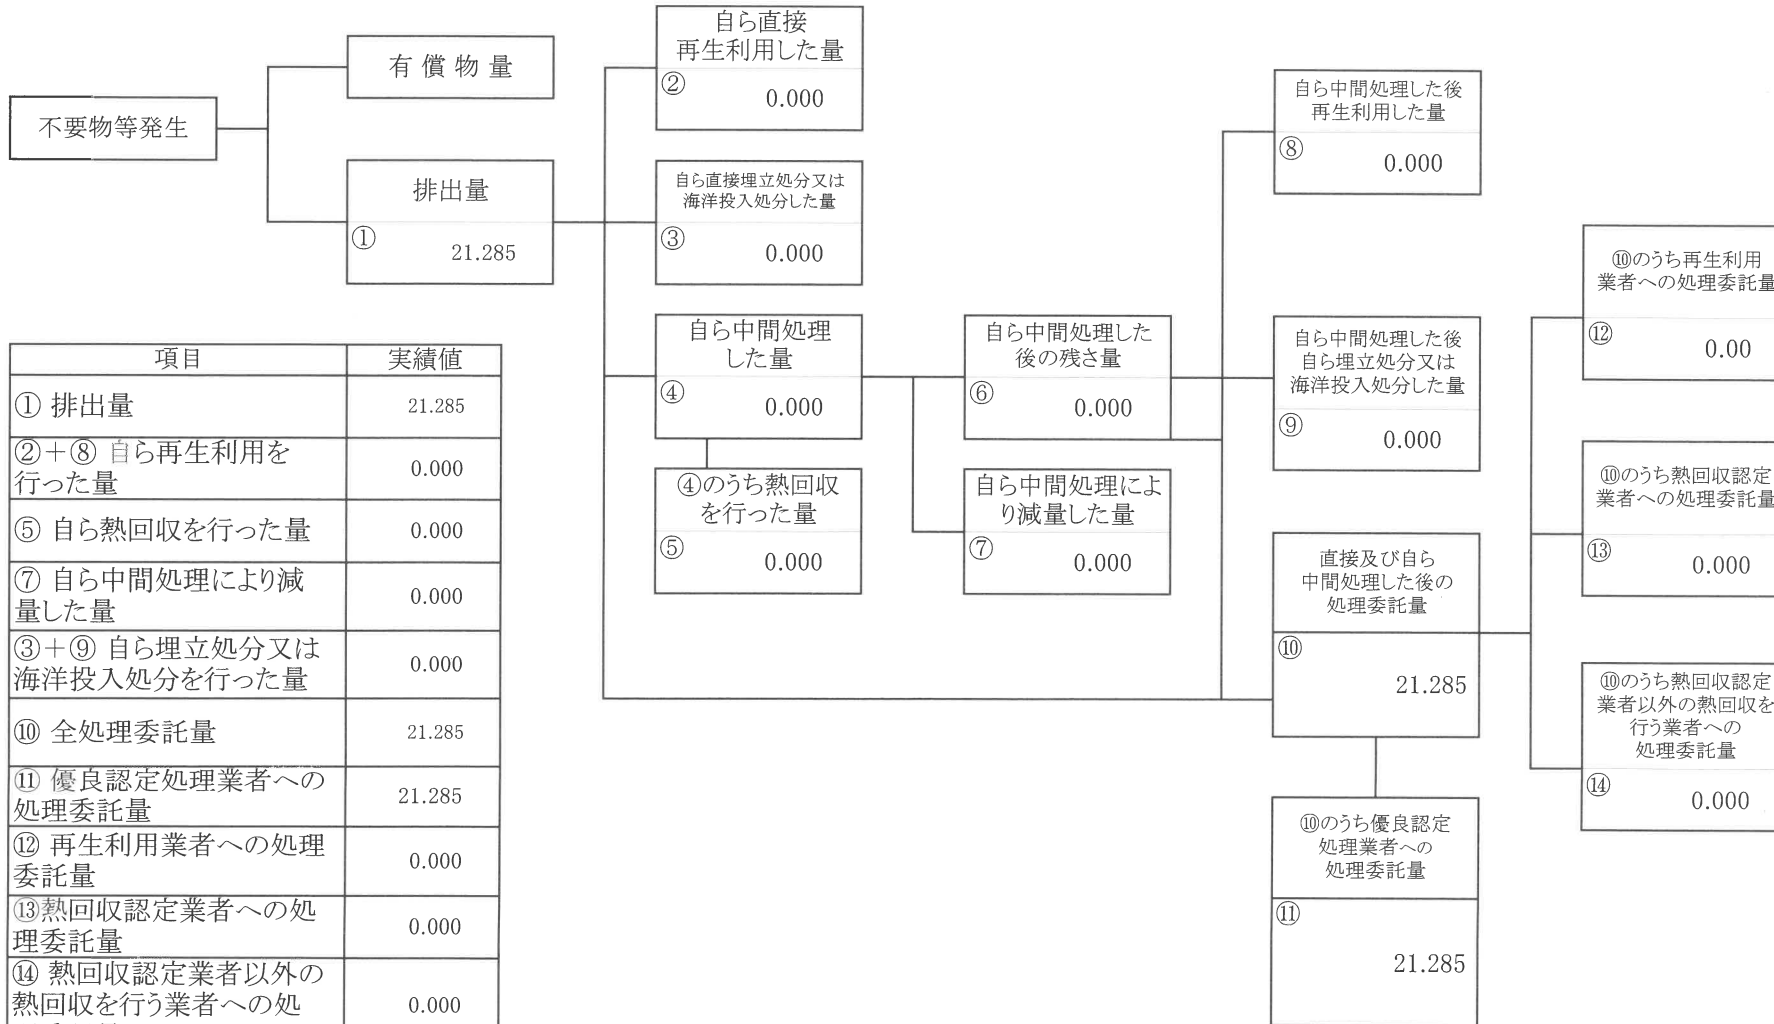 不要物等発生
有償物量
排出量
①
21.285
自ら直接
再生利用した量
②
0.000
自ら直接埋立処分又は
海洋投入処分した量
③
0.000
自ら中間処理
した量
④
0.000
④のうち熱回収
を行った量
⑤
0.000
自ら中間処理した
後の残さ量
⑥
0.000
自ら中間処理によ
り減量した量
⑦
0.000
自ら中間処理した後
再生利用した量
⑧
0.000
自ら中間処理した後
自ら埋立処分又は
海洋投入処分した量
⑨
0.000
直接及び自ら
中間処理した後の
処理委託量
⑩
21.285
⑩のうち優良認定
処理業者への
処理委託量
⑪
21.285
⑩のうち再生利用
業者への処理委託量
⑫
0.00
⑩のうち熱回収認定
業者への処理委託量
⑬
0.000
⑩のうち熱回収認定
業者以外の熱回収を
行う業者への
処理委託量
⑭
0.000
項目 実績値
① 排出量 21.285
②+⑧ 自ら再生利用を
行った量 0.000
⑤ 自ら熱回収を行った量 0.000
⑦ 自ら中間処理により減
量した量 0.000
③+⑨ 自ら埋立処分又は
海洋投入処分を行った量 0.000
⑩ 全処理委託量 21.285
⑪ 優良認定処理業者への
処理委託量 21.285
⑫ 再生利用業者への処理
委託量 0.000
⑬熱回収認定業者への処
理委託量 0.000
⑭ 熱回収認定業者以外の
熱回収を行う業者への処 0.000